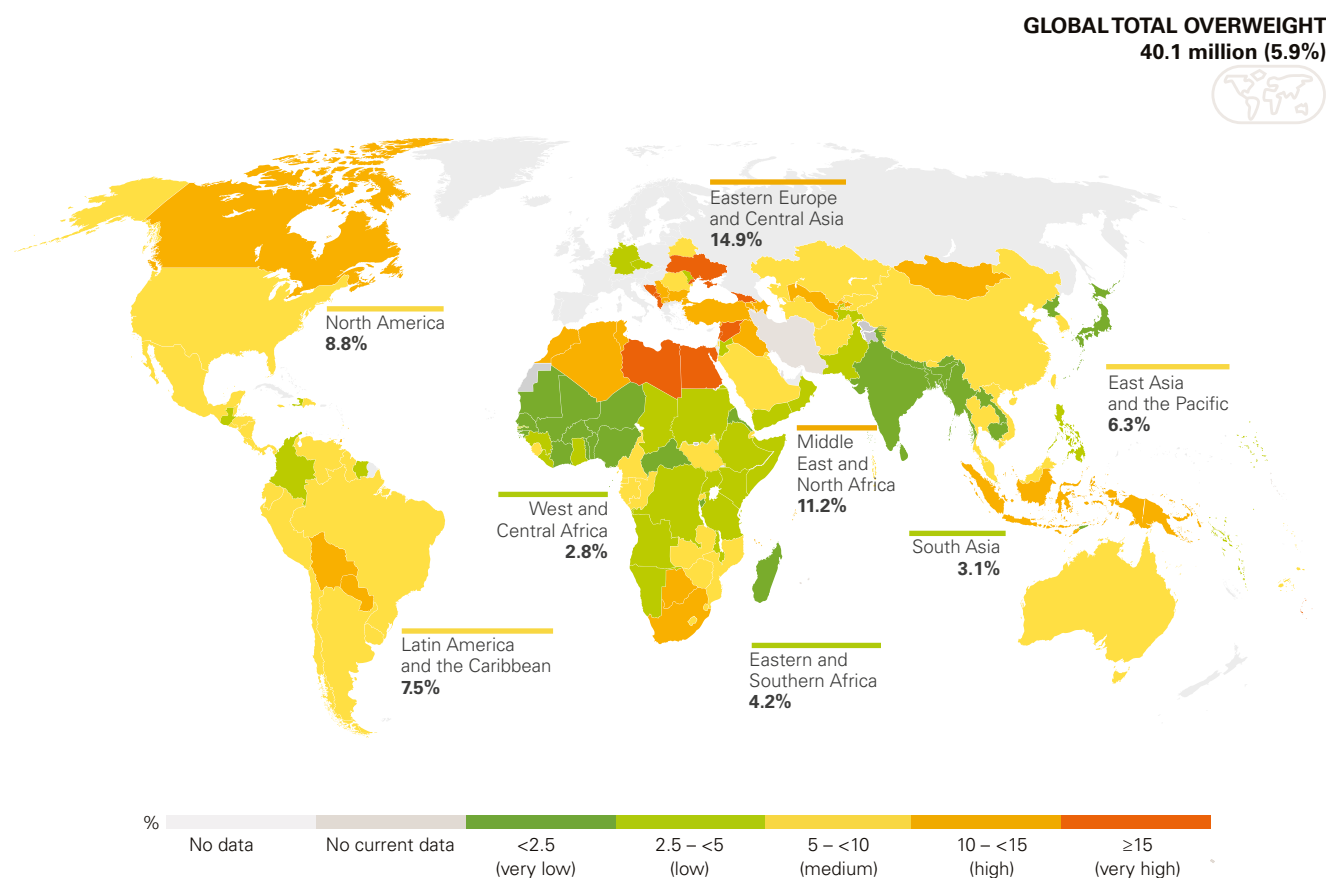 GLOBAL TOTAL OVERWEIGHT
40.1 million (5.9%)
Eastern Europe
and Central Asia
14.9%
North America
8.8%
East Asia
and the Pacific
6.3%
Middle
East and
North Africa
11.2%
West and
Central Africa
2.8%
South Asia
3.1%
Latin America
and the Caribbean
7.5%
Eastern and
Southern Africa
4.2%
%
No data
No current data
<2.5
(very low)
2.5 – <5
(low)
5 – <10
(medium)
10 – <15
(high)
≥15
(very high)